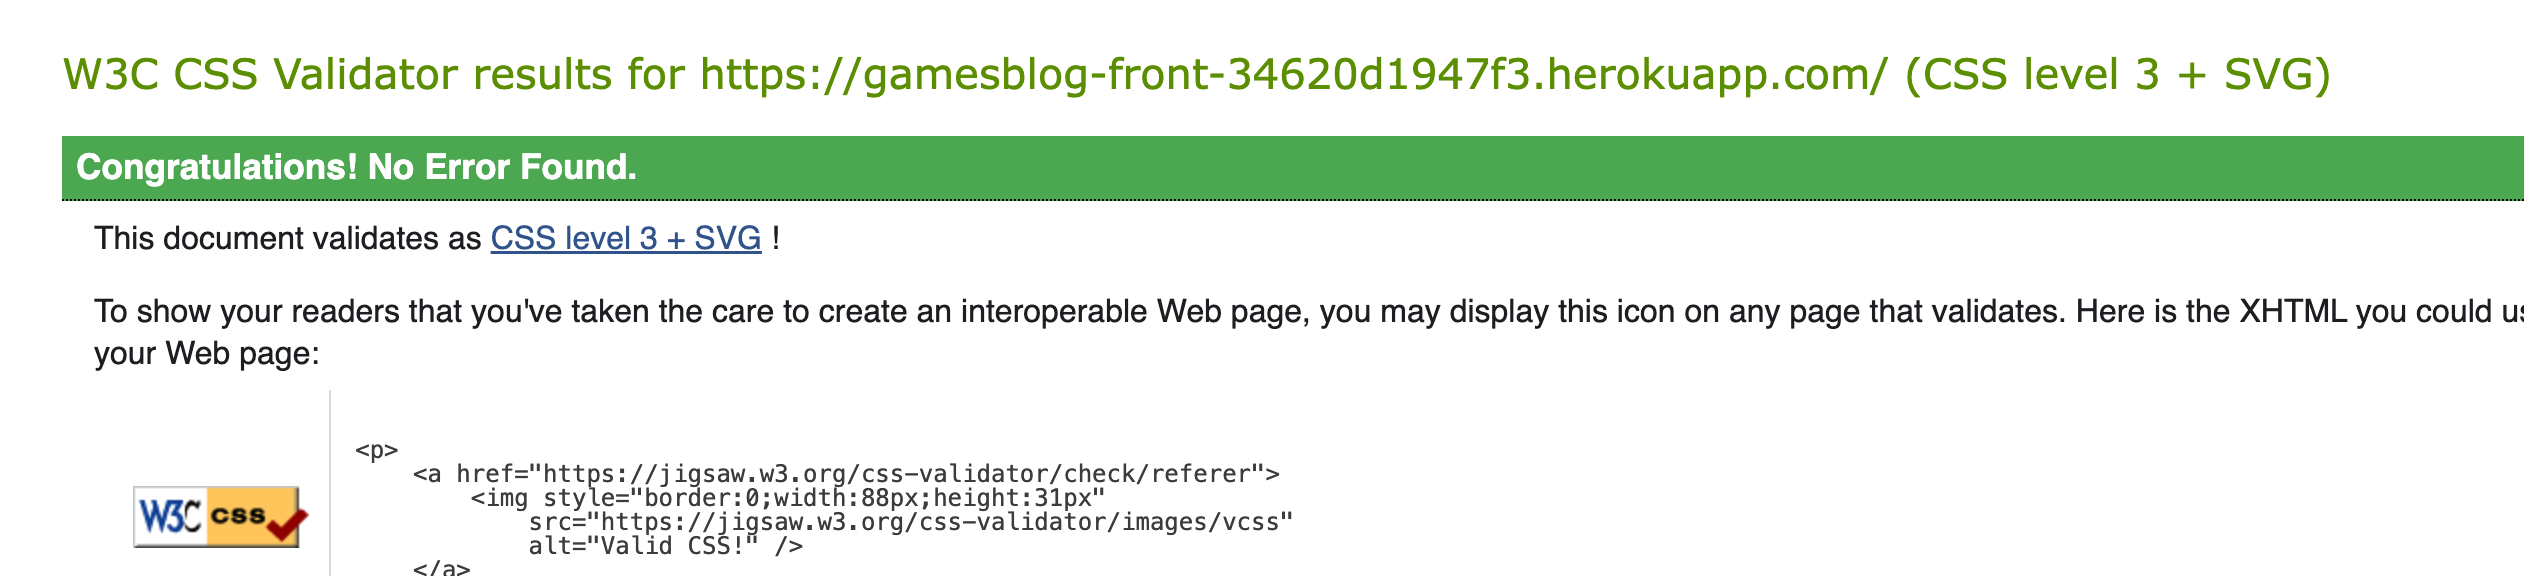 W3C CSS Validator results for https://gamesblog-front-34620d1947f3.herokuapp.com/ (CSS level 3 + SVG)
Congratulations! No Error Found.
This document validates as CSS level 3 + SVG !
To show your readers that you've taken the care to create an interoperable Web page, you may display this icon on any page that validates. Here is the XHTML you could
your Web page:
<p>
<a href="https://jigsaw.w3.org/css-validator/check/referer">
<img style="border:0;width:88px;height:31px"
W3C css
src="https://jigsaw.w3.org/css-validator/images/vcss"
alt="Valid CSS!" />
</a>